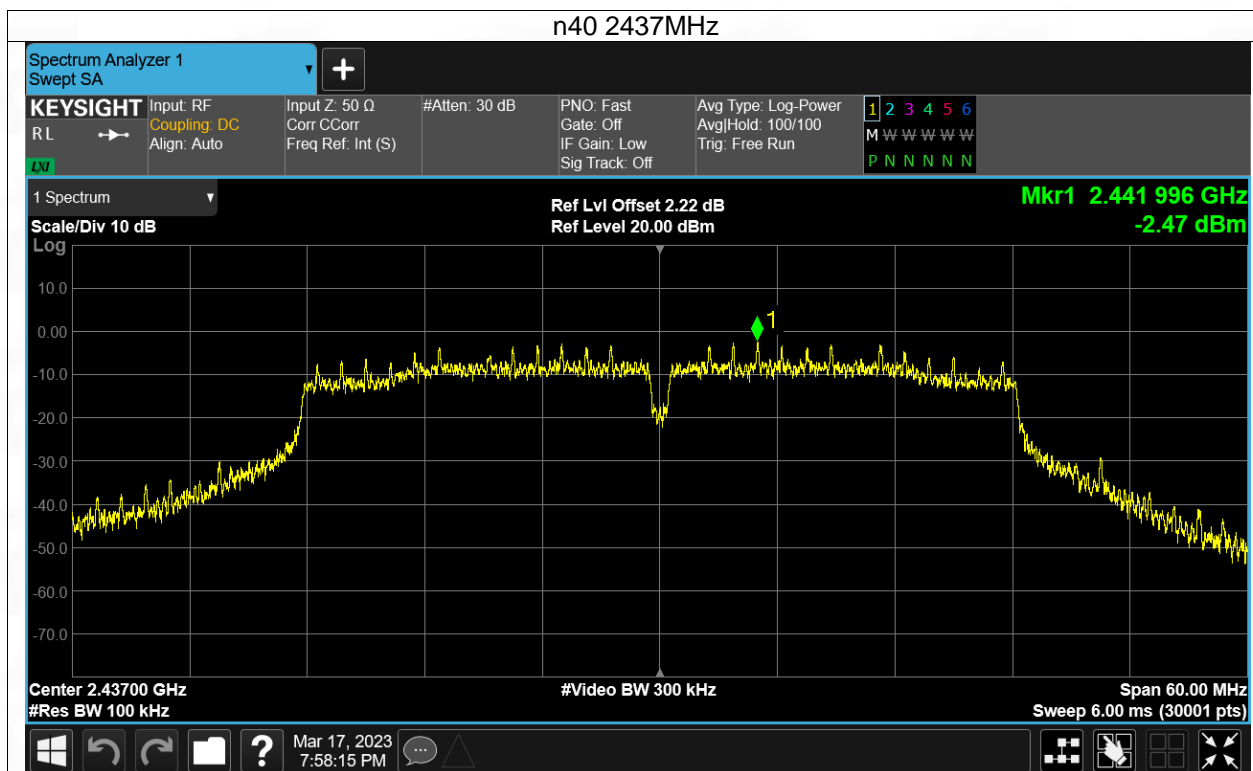 n40 2437MHz
Spectrum Analyzer 1
Swept SA
KEYSIGHT
RL
LXI
Input: RF
Coupling: DC
Align: Auto
Input Z: 50 Ω
Corr CCorr
Freq Ref: Int (S)
#Atten: 30 dB
PNO: Fast
Gate: Off
IF Gain: Low
Sig Track: Off
Avg Type: Log-Power
Avg|Hold: 100/100
Trig: Free Run
1 2 3 4 5 6
M W W W W W
P N N N N N
1 Spectrum
Scale/Div 10 dB
Log
Ref Lvl Offset 2.22 dB
Ref Level 20.00 dBm
Mkr1 2.441 996 GHz
-2.47 dBm
10.0
0.00
-10.0
-20.0
-30.0
-40.0
-50.0
-60.0
-70.0
1
Center 2.43700 GHz
#Res BW 100 kHz
#Video BW 300 kHz
Span 60.00 MHz
Sweep 6.00 ms (30001 pts)
?
Mar 17, 2023
7:58:15 PM